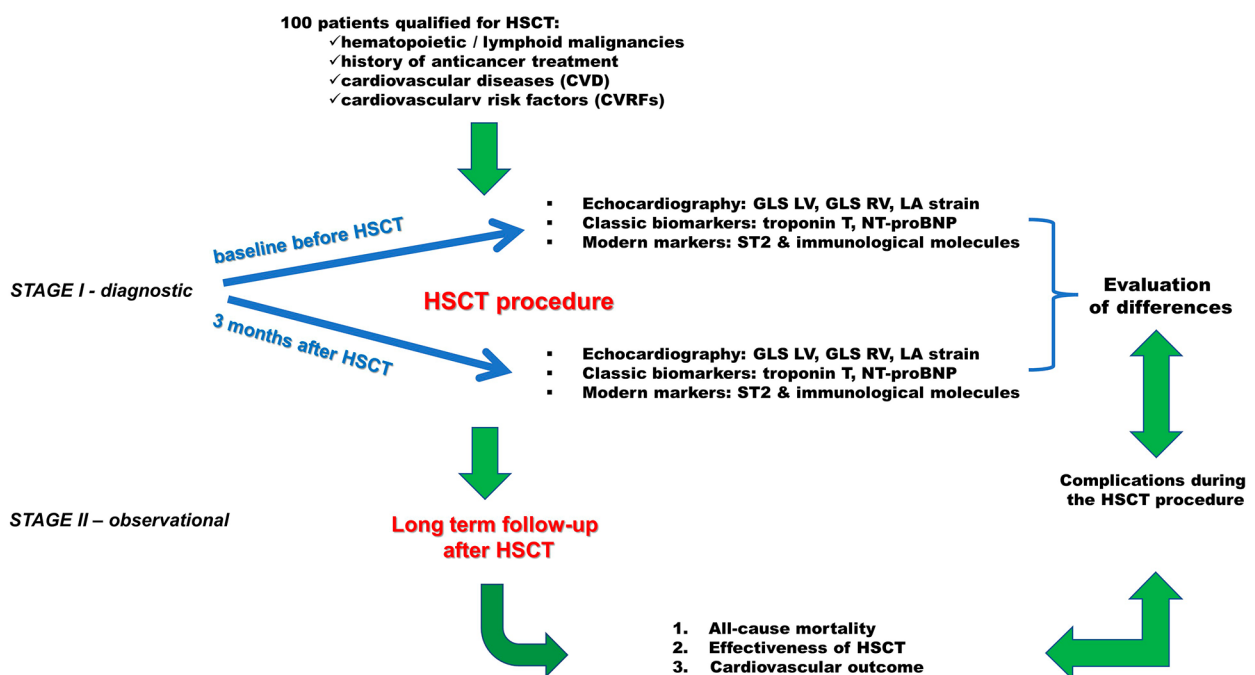 100 patients qualified for HSCT:
✓hematopoietic / lymphoid malignancies
✓history of anticancer treatment
✓cardiovascular diseases (CVD)
✓cardiovascularv risk factors (CVRFs)
▪ Echocardiography: GLS LV, GLS RV, LA strain
▪ Classic biomarkers: troponin T, NT-proBNP
▪ Modern markers: ST2 & immunological molecules
baseline before HSCT
STAGE I - diagnostic
HSCT procedure
3 months after HSCT
Evaluation
of differences
▪ Echocardiography: GLS LV, GLS RV, LA strain
▪ Classic biomarkers: troponin T, NT-proBNP
▪ Modern markers: ST2 & immunological molecules
Complications during
the HSCT procedure
STAGE II – observational
Long term follow-up
after HSCT
1. All-cause mortality
2. Effectiveness of HSCT
3. Cardiovascular outcome